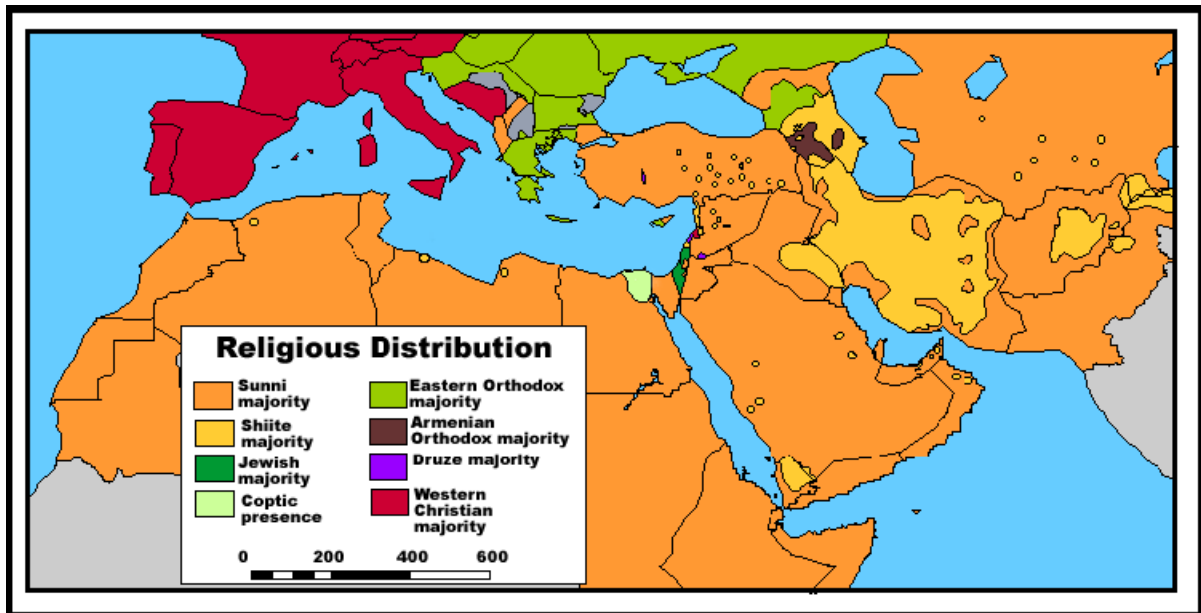 Religious Distribution
Sunni
majority
Shiite
majority
Jewish
majority
Coptic
presence
Eastern Orthodox
majority
Armenian
Orthodox majority
Druze majority
Western
Christian
majority
0 200 400 600